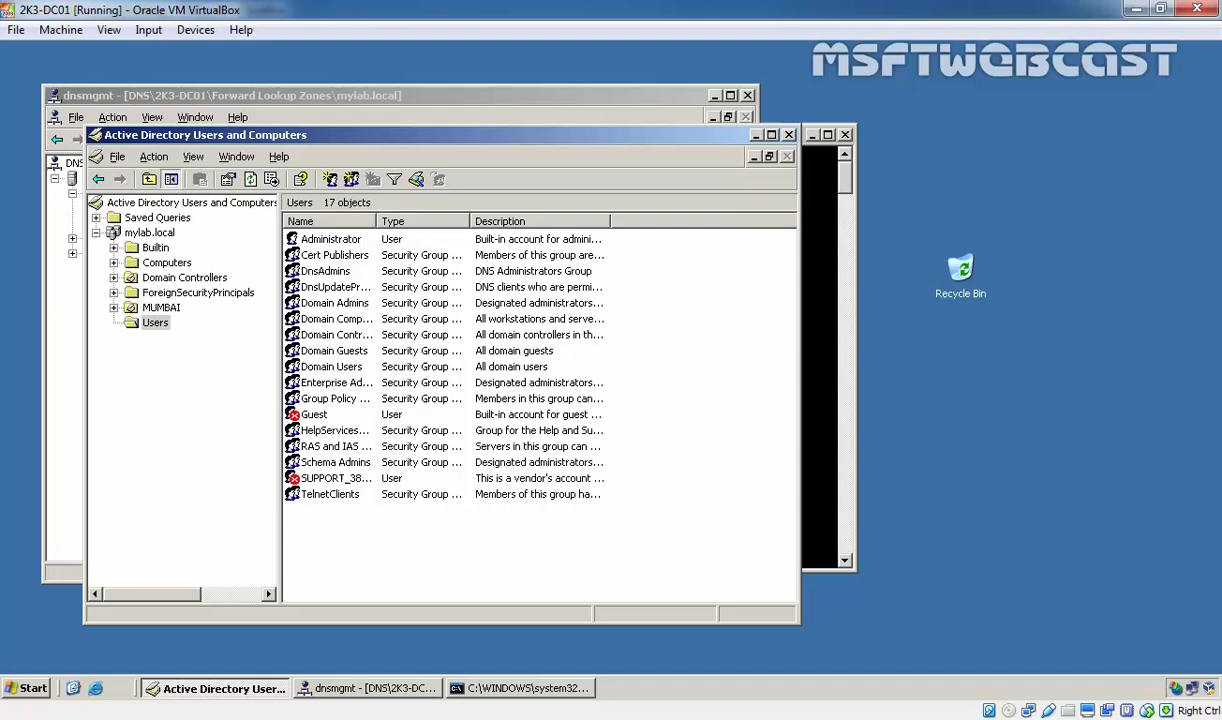 2K3-DC01 [Running] - Oracle VM VirtualBox
File Machine View Input Devices Help
MSFTWEBCAST
dnsmgmt - [DNS\2K3-DC01\Forward Lookup Zones\mylab.local]
File Action View Window Help
Active Directory Users and Computers
File Action View Window Help
DNS
Active Directory Users and Computers
Saved Queries
mylab.local
Builtin
Computers
Domain Controllers
ForeignSecurityPrincipals
MUMBAI
Users
Users 17 objects
Name Type Description
Administrator User Built-in account for admini...
Cert Publishers Security Group ... Members of this group are...
DnsAdmins Security Group ... DNS Administrators Group
DnsUpdatePr... Security Group ... DNS clients who are permi...
Domain Admins Security Group ... Designated administrators...
Domain Comp... Security Group ... All workstations and serve...
Domain Contr... Security Group ... All domain controllers in th...
Domain Guests Security Group ... All domain guests
Domain Users Security Group ... All domain users
Enterprise Ad... Security Group ... Designated administrators...
Group Policy ... Security Group ... Members in this group can...
Guest User Built-in account for guest ...
HelpServices... Security Group ... Group for the Help and Su...
RAS and IAS ... Security Group ... Servers in this group can ...
Schema Admins Security Group ... Designated administrators...
SUPPORT_38... User This is a vendor's account ...
TelnetClients Security Group ... Members of this group ha...
Recycle Bin
Start Active Directory User... dnsmgmt - [DNS\2K3-DC... C:\WINDOWS\system32...
Right Ctrl